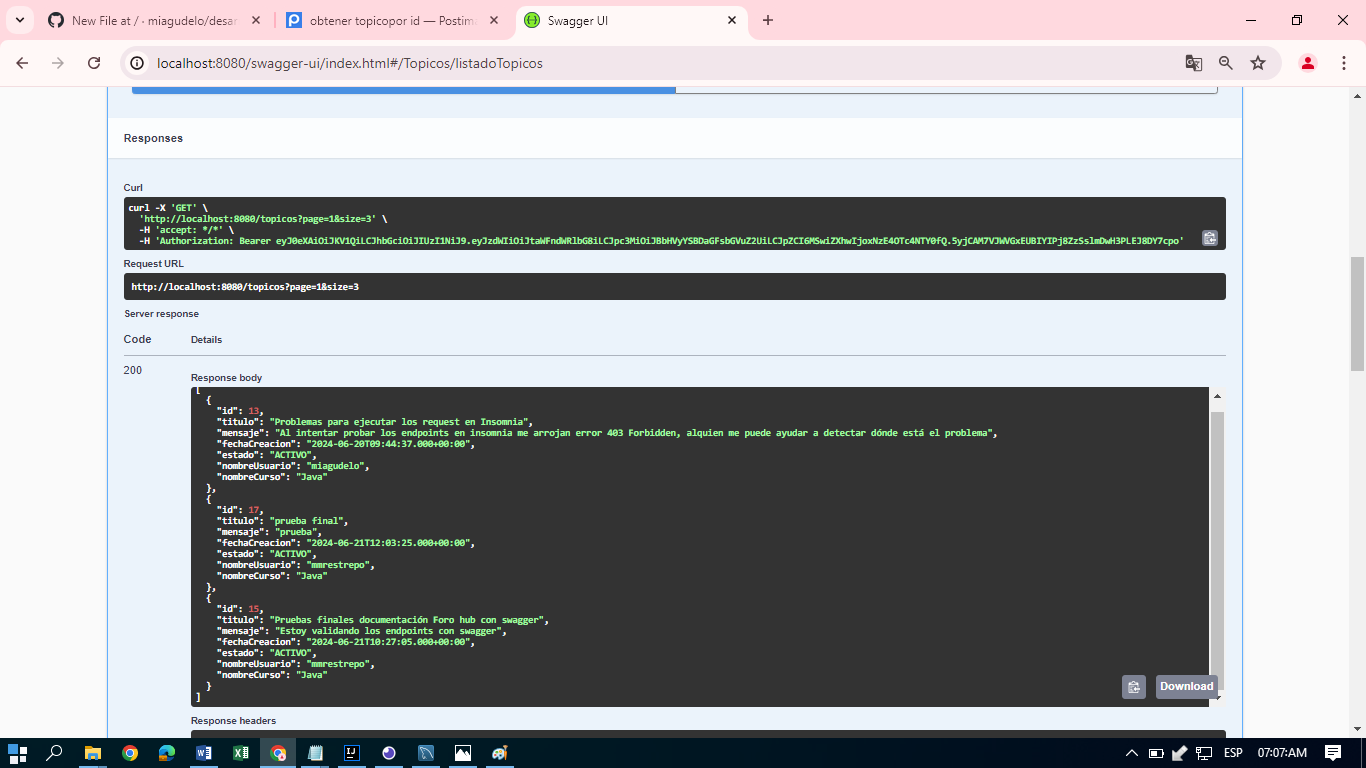 New File at / · miagudelo/desar
obtener topicopor id — Postima
Swagger UI
localhost:8080/swagger-ui/index.html#/Topicos/listadoTopicos
Responses
Curl
curl -X 'GET' \
'http://localhost:8080/topicos?page=1&size=3' \
-H 'accept: */*' \
-H 'Authorization: Bearer eyJ0eXAiOiJKV1QiLCJhbGciOiJIUzI1NiJ9.eyJzdWIiOiJtaWFndWRlbG8iLCJpc3MiOiJBbHVyYSBDaGFsbGVuZ2UiLCJpZCI6MSwiZXhwIjoxNzE4OTc4NTY0fQ.5yjCAM7VJWVGxEUBIYIPj8ZzSslmDwH3PLEJ8DY7cpo'
Request URL
http://localhost:8080/topicos?page=1&size=3
Server response
Code Details
200
Response body
[
{
"id": 13,
"titulo": "Problemas para ejecutar los request en Insomnia",
"mensaje": "Al intentar probar los endpoints en insomnia me arrojan error 403 Forbidden, alquien me puede ayudar a detectar dónde está el problema",
"fechaCreacion": "2024-06-20T09:44:37.000+00:00",
"estado": "ACTIVO",
"nombreUsuario": "miagudelo",
"nombreCurso": "Java"
},
{
"id": 17,
"titulo": "prueba final",
"mensaje": "prueba",
"fechaCreacion": "2024-06-21T12:03:25.000+00:00",
"estado": "ACTIVO",
"nombreUsuario": "mmrestrepo",
"nombreCurso": "Java"
},
{
"id": 15,
"titulo": "Pruebas finales documentación Foro hub con swagger",
"mensaje": "Estoy validando los endpoints con swagger",
"fechaCreacion": "2024-06-21T10:27:05.000+00:00",
"estado": "ACTIVO",
"nombreUsuario": "mmrestrepo",
"nombreCurso": "Java"
}
]
Download
Response headers
ESP 07:07:AM